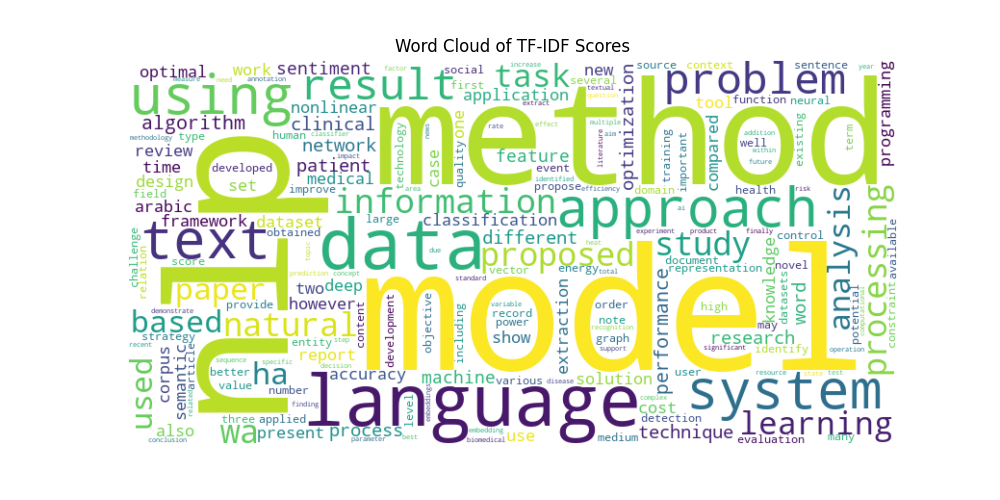 Word Cloud of TF-IDF Scores
optimal work sentiment factor social increase task new source context sentence year
measure need annotation using result first several application textual question optimization problem tool function neural programming
nonlinear extract
algorithm clinical
methodology type human classifier network technology case quality one method literature multiple training important compared addition existing term
review impact rate effect aim well within
time developed patient feature event domain future
design set medical area identified propose efficiency health risk
field improve information approach ai analysis processing
arabic framework dataset large classification experiment product finally
text obtained nlp data different study control available
challenge relation score topic due proposed energy heat document knowledge novel
paper prediction concept vector total representation datasets word potential computational constraint
demonstrate two deep standard model
provide however content development objective including variable record power extraction order note graph performance high may
based natural recognition research
strategy entity step show support significant identify operation
recent sequence specific report
used corpus semantic article related better ha decision accuracy machine various disease solution user resource state test
value number embeddings complex system
finding language cost
three applied level detection learning
also wa present process embedding use technique
conclusion parameter best biomedical medium evaluation many